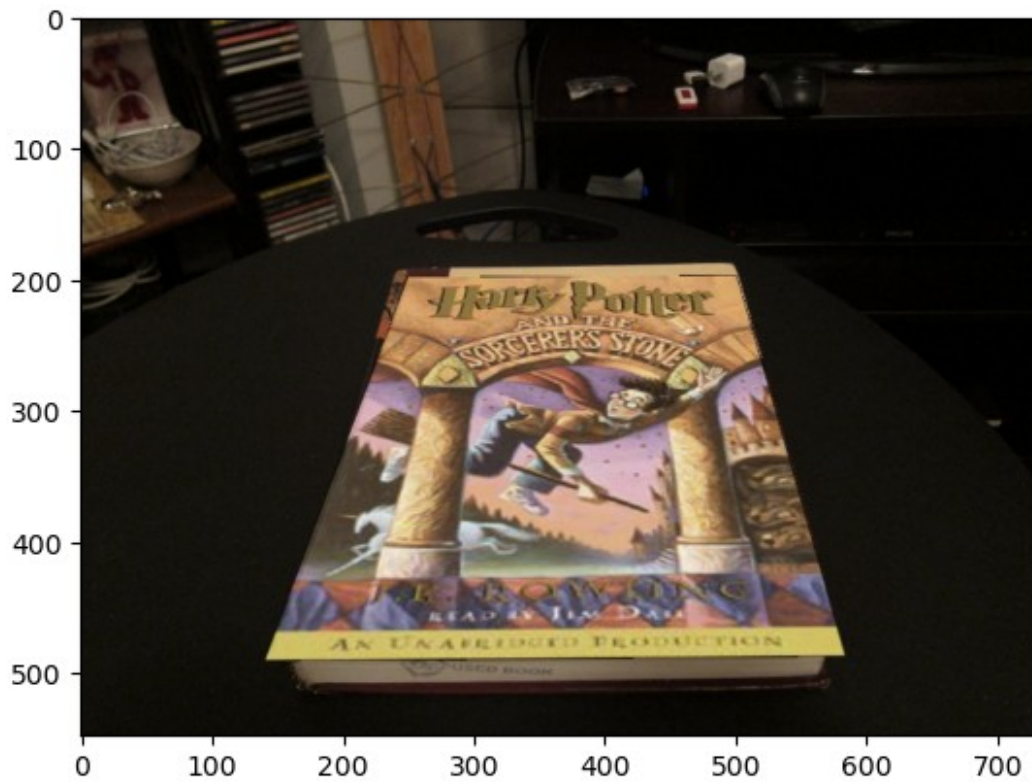 0
100
200
Harry Potter
AND THE
SORCERER'S STONE
300
400
J.K. ROWLING
READ BY JIM DALE
AN UNABRIDGED PRODUCTION
500
USED BOOK
0 100 200 300 400 500 600 700